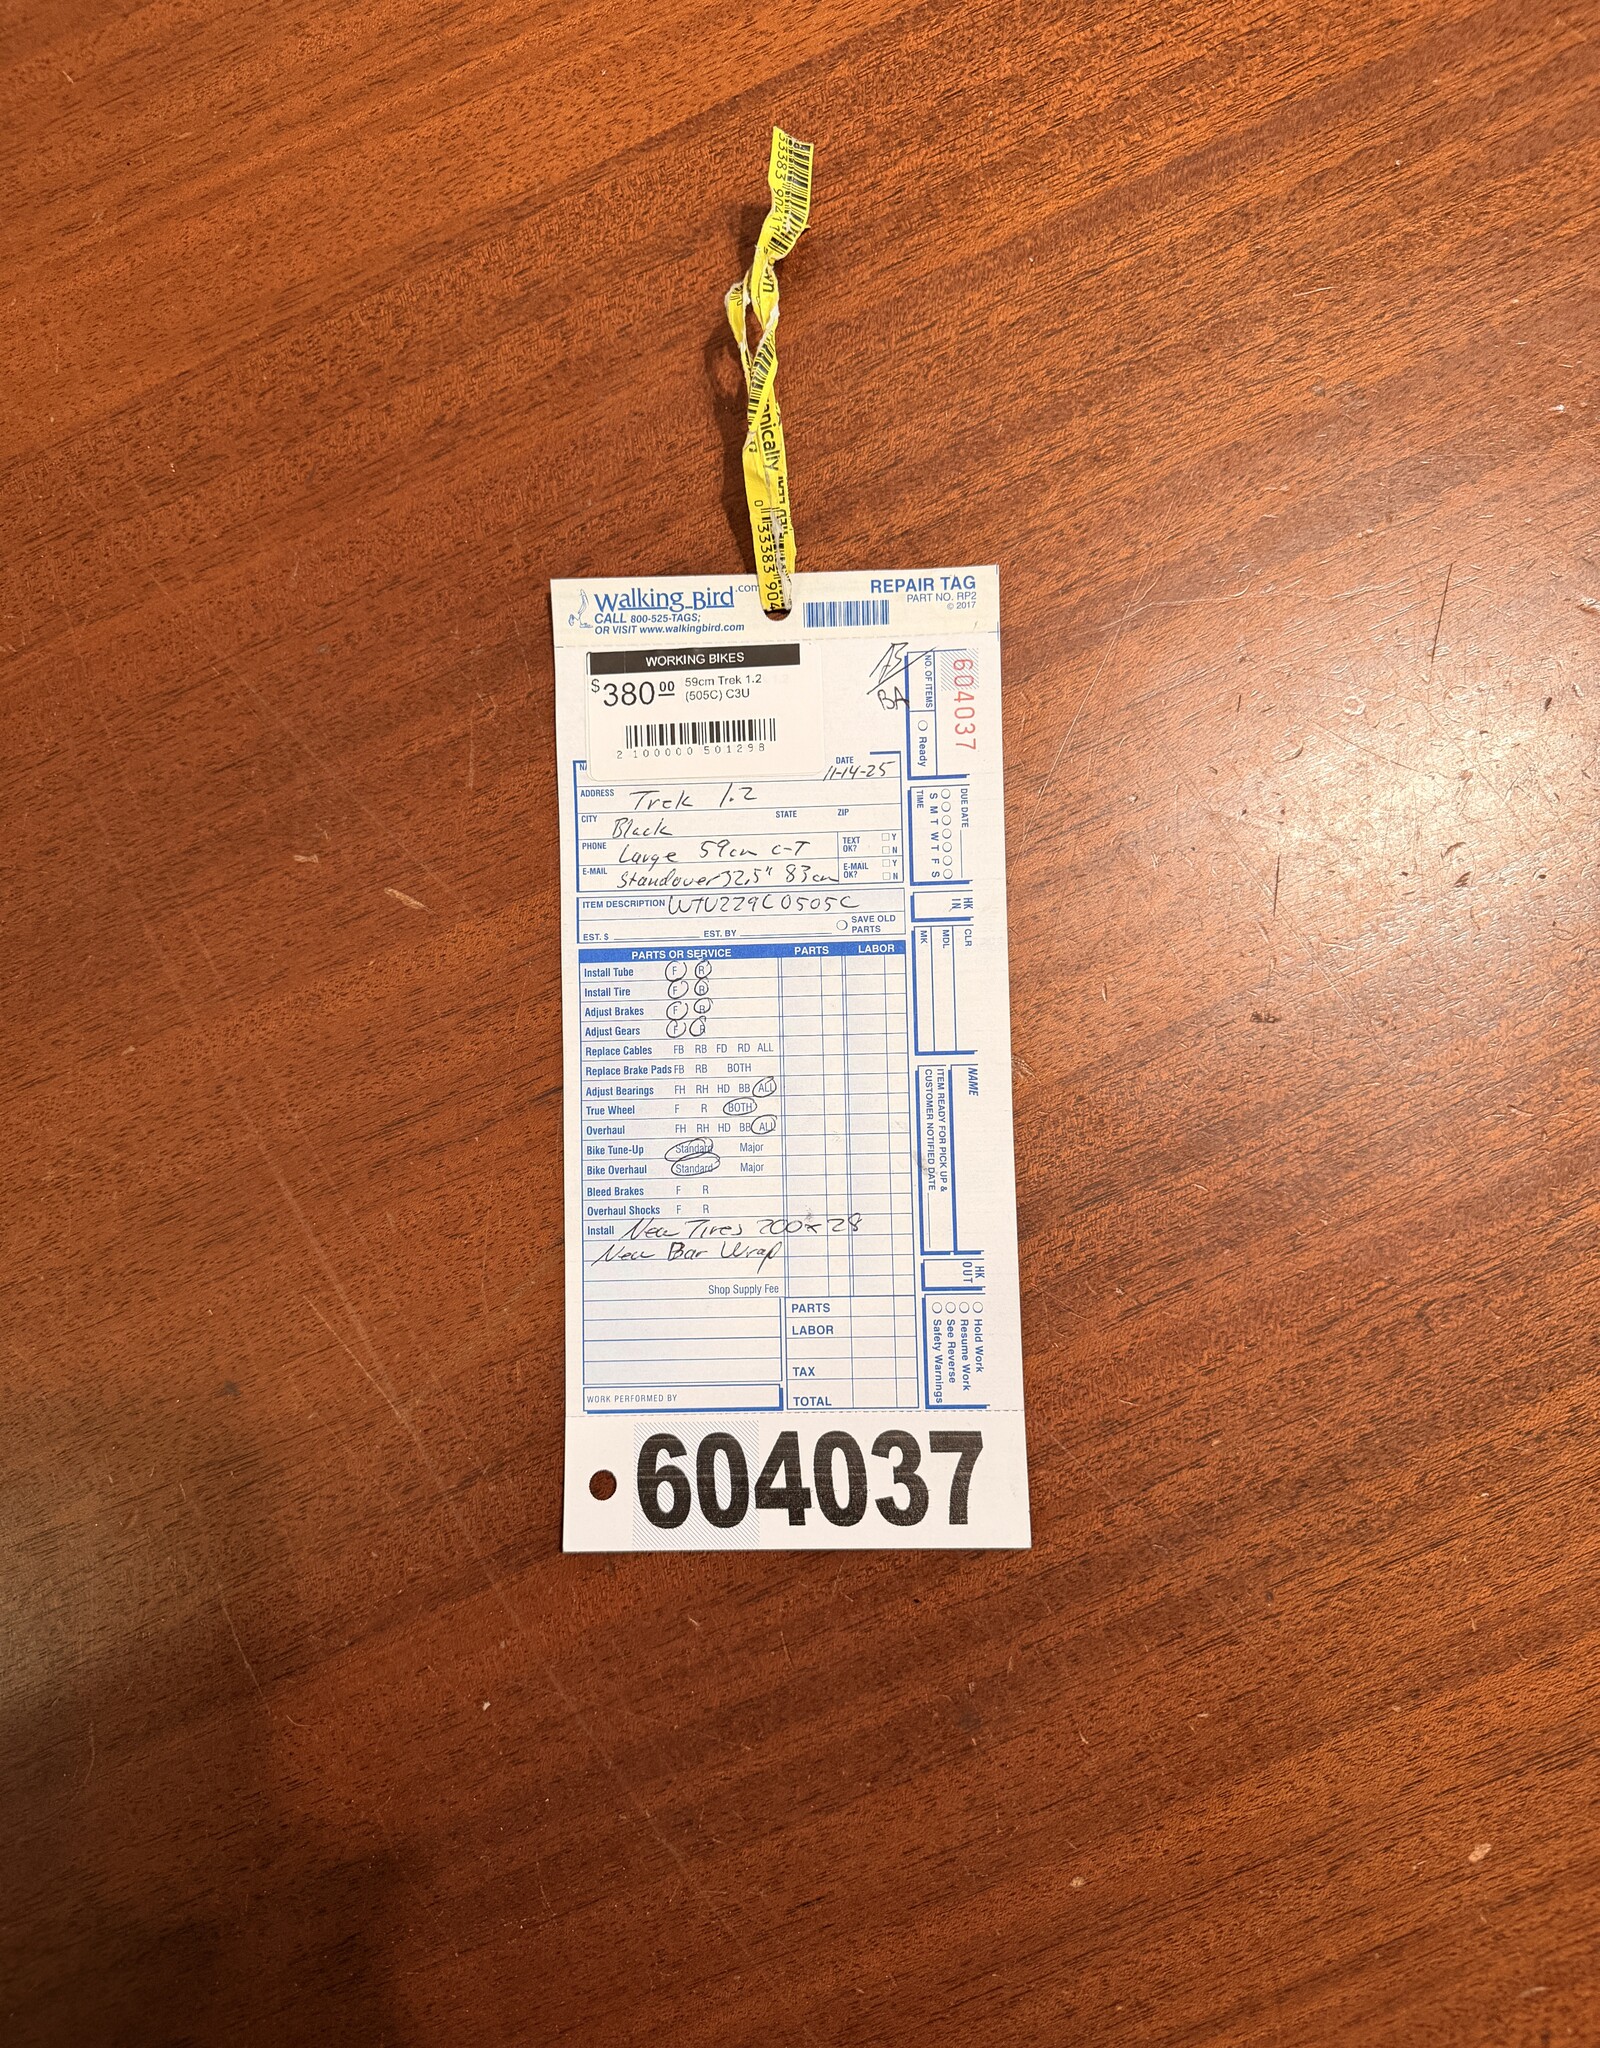 33383 9041
onically
0 33383 904
Walking_Bird.com
CALL 800-525-TAGS;
OR VISIT www.walkingbird.com
REPAIR TAG
PART NO. RP2
© 2017
WORKING BIKES
$380.00
59cm Trek 1.2
(505C) C3U
2 100000 501298
BA
604037
NO. OF ITEMS
Ready
DUE DATE
S M T W T F S
TIME
HK IN
CLR
MDL
MK
NAME
ITEM READY FOR PICK UP &
CUSTOMER NOTIFIED DATE
HK OUT
Hold Work
Resume Work
See Reverse
Safety Warnings
DATE
11-14-25
ADDRESS Trek 1.2
CITY Black STATE ZIP
PHONE Large 59cm C-T TEXT OK? Y N
E-MAIL Standover 32.5" 83cm E-MAIL OK? Y N
ITEM DESCRIPTION WTU229C0505C
EST. $ EST. BY SAVE OLD PARTS
PARTS OR SERVICE PARTS LABOR
Install Tube F R
Install Tire F R
Adjust Brakes F R
Adjust Gears F R
Replace Cables FB RB FD RD ALL
Replace Brake Pads FB RB BOTH
Adjust Bearings FH RH HD BB ALL
True Wheel F R BOTH
Overhaul FH RH HD BB ALL
Bike Tune-Up Standard Major
Bike Overhaul Standard Major
Bleed Brakes F R
Overhaul Shocks F R
Install New Tires 700x28
New Bar Wrap
Shop Supply Fee
PARTS
LABOR
TAX
WORK PERFORMED BY
TOTAL
604037